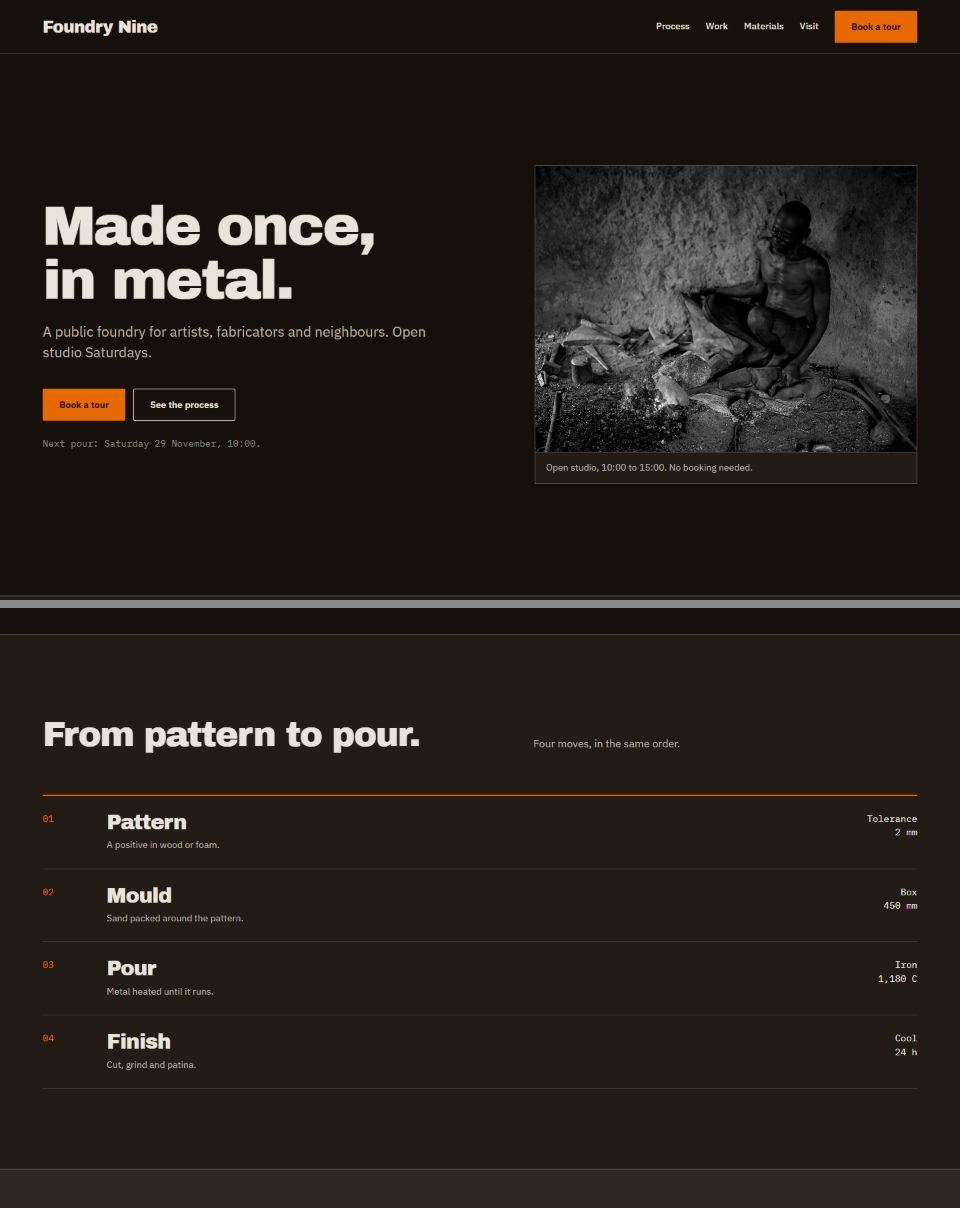 Foundry Nine
Process Work Materials Visit Book a tour
Made once,
in metal.
A public foundry for artists, fabricators and neighbours. Open
studio Saturdays.
Book a tour See the process
Next pour: Saturday 29 November, 10:00.
Open studio, 10:00 to 15:00. No booking needed.
From pattern to pour.
Four moves, in the same order.
01
Pattern
A positive in wood or foam.
Tolerance
2 mm
02
Mould
Sand packed around the pattern.
Box
450 mm
03
Pour
Metal heated until it runs.
Iron
1,180 C
04
Finish
Cut, grind and patina.
Cool
24 h